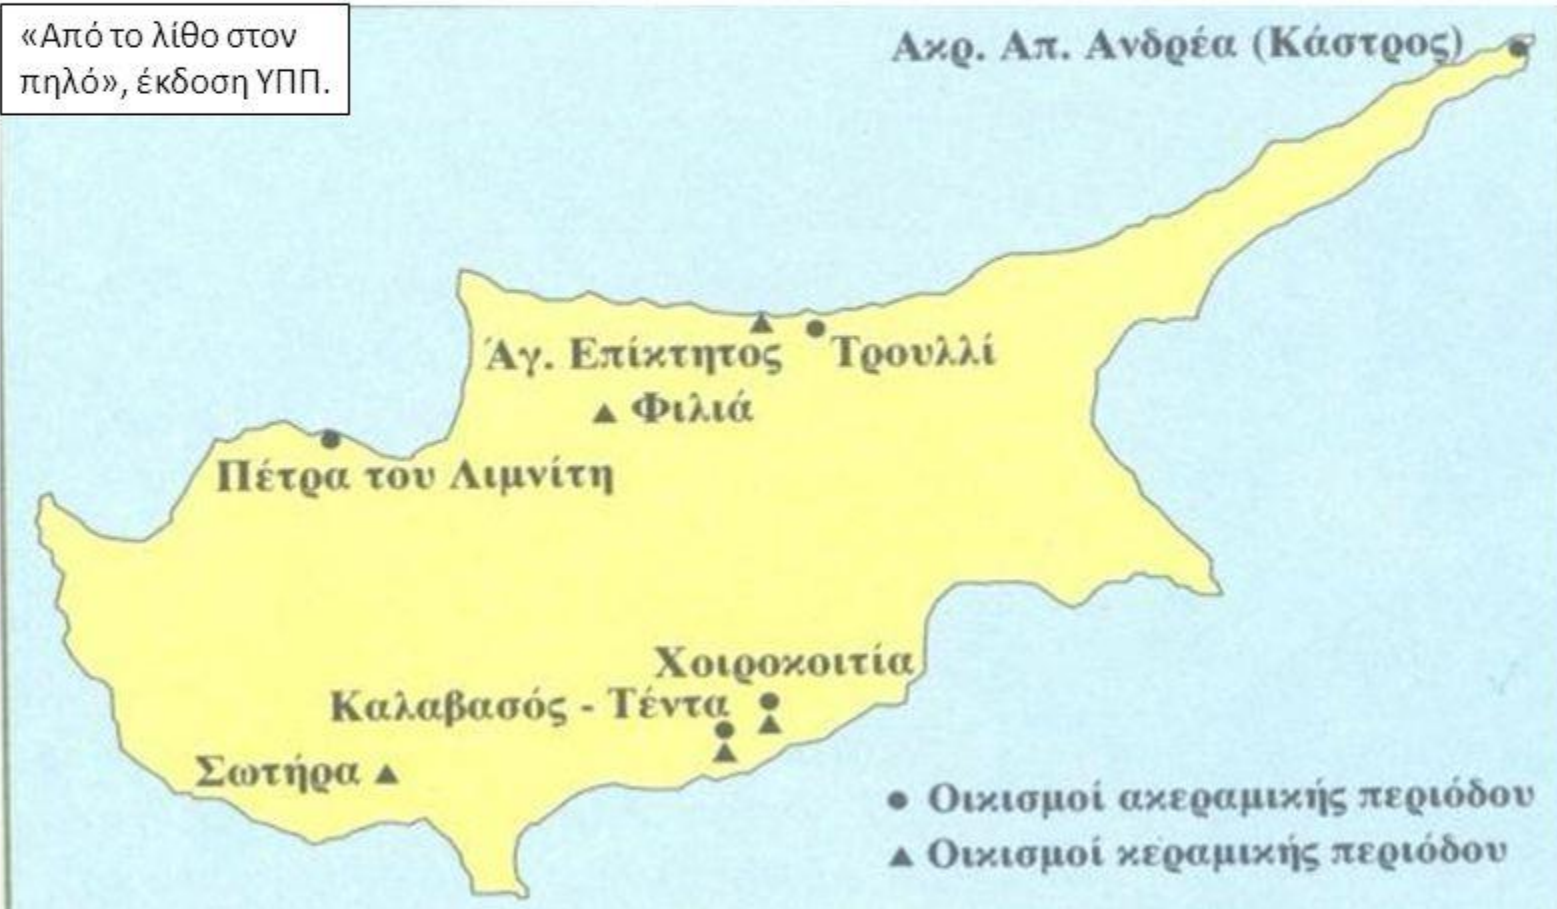 «Από το λίθο στον
πηλό», έκδοση ΥΠΠ.
Ακρ. Απ. Ανδρέα (Κάστρος)
Άγ. Επίκτητος
Τρουλλί
Φιλιά
Πέτρα του Λιμνίτη
Χοιροκοιτία
Καλαβασός - Τέντα
Σωτήρα
Οικισμοί ακεραμικής περιόδου
Οικισμοί κεραμικής περιόδου